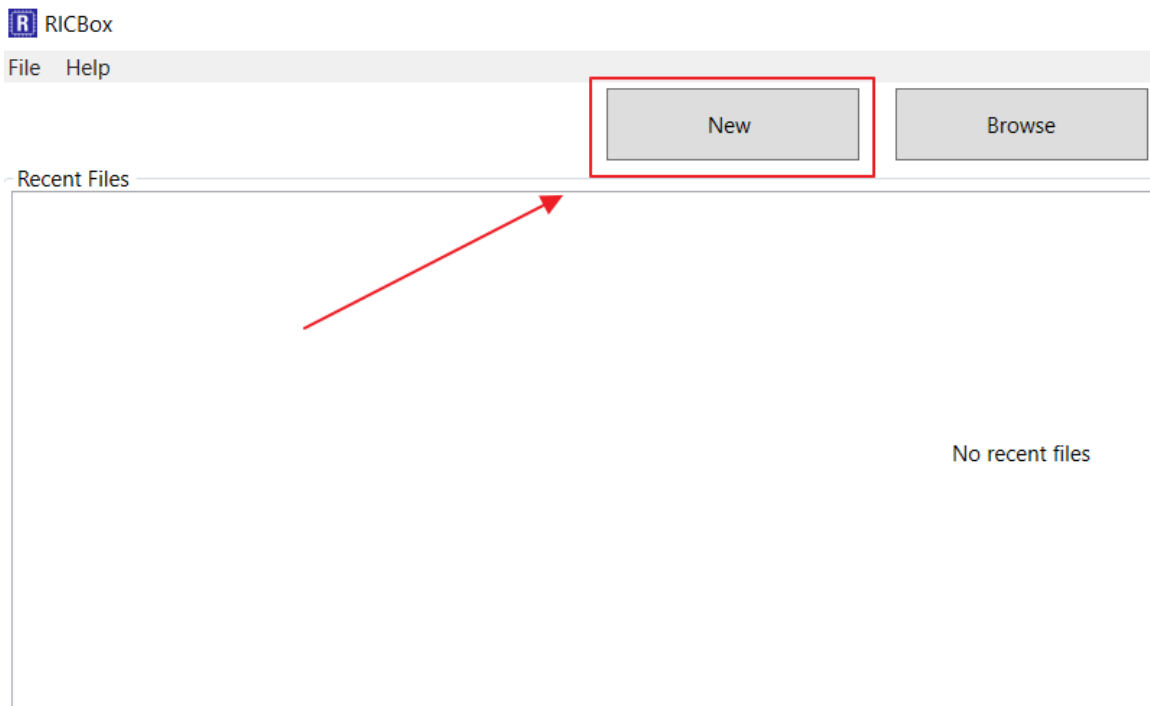 R RICBox
File Help
New Browse
Recent Files
No recent files